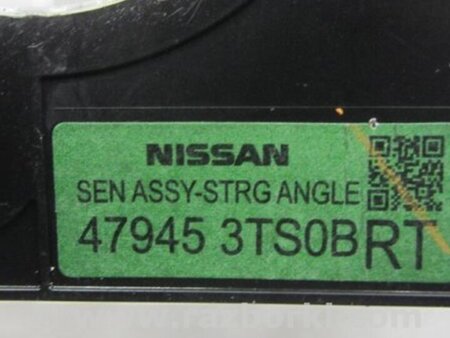 NISSAN
SEN ASSY-STRG ANGLE
47945 3TS0B RT